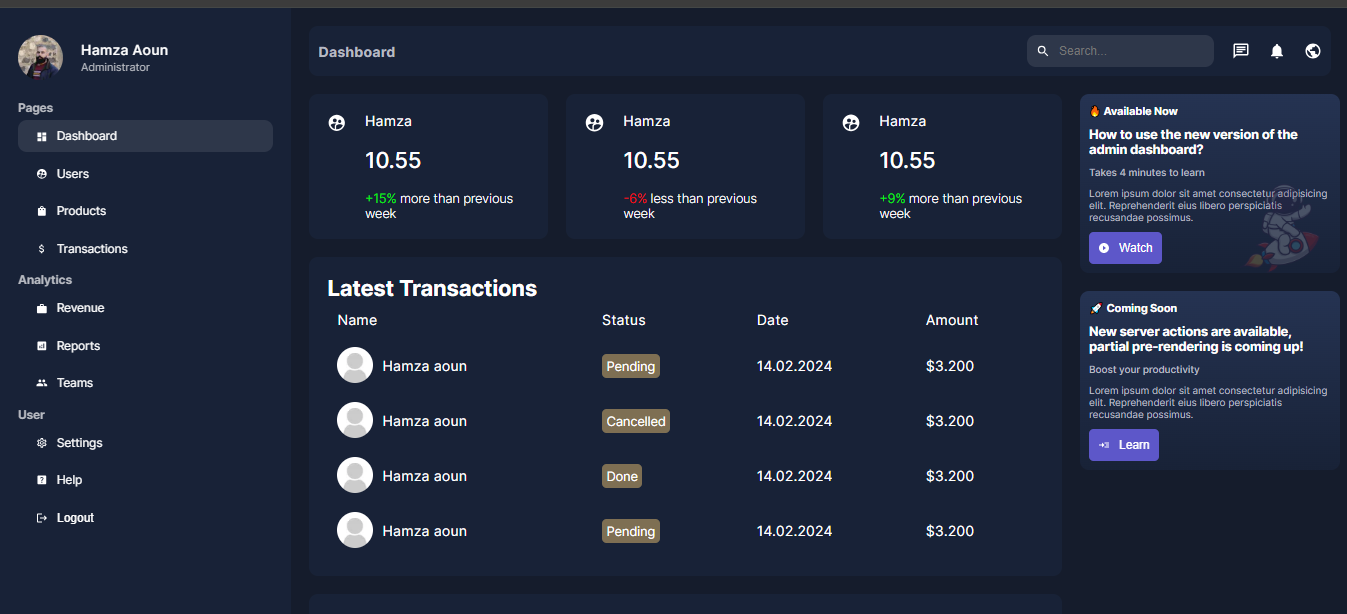 Hamza Aoun
Administrator
Pages
Dashboard
Users
Products
Transactions
Analytics
Revenue
Reports
Teams
User
Settings
Help
Logout
Dashboard
Search...
Hamza
10.55
+15% more than previous
week
Hamza
10.55
-6% less than previous
week
Hamza
10.55
+9% more than previous
week
Latest Transactions
Name Status Date Amount
Hamza aoun Pending 14.02.2024 $3.200
Hamza aoun Cancelled 14.02.2024 $3.200
Hamza aoun Done 14.02.2024 $3.200
Hamza aoun Pending 14.02.2024 $3.200
🔥 Available Now
How to use the new version of the
admin dashboard?
Takes 4 minutes to learn
Lorem ipsum dolor sit amet consectetur adipisicing
elit. Reprehenderit eius libero perspiciatis
recusandae possimus.
Watch
🚀 Coming Soon
New server actions are available,
partial pre-rendering is coming up!
Boost your productivity
Lorem ipsum dolor sit amet consectetur adipisicing
elit. Reprehenderit eius libero perspiciatis
recusandae possimus.
Learn